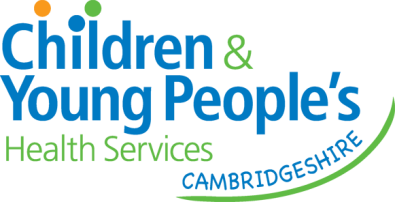 Children &
Young People's
Health Services
CAMBRIDGESHIRE